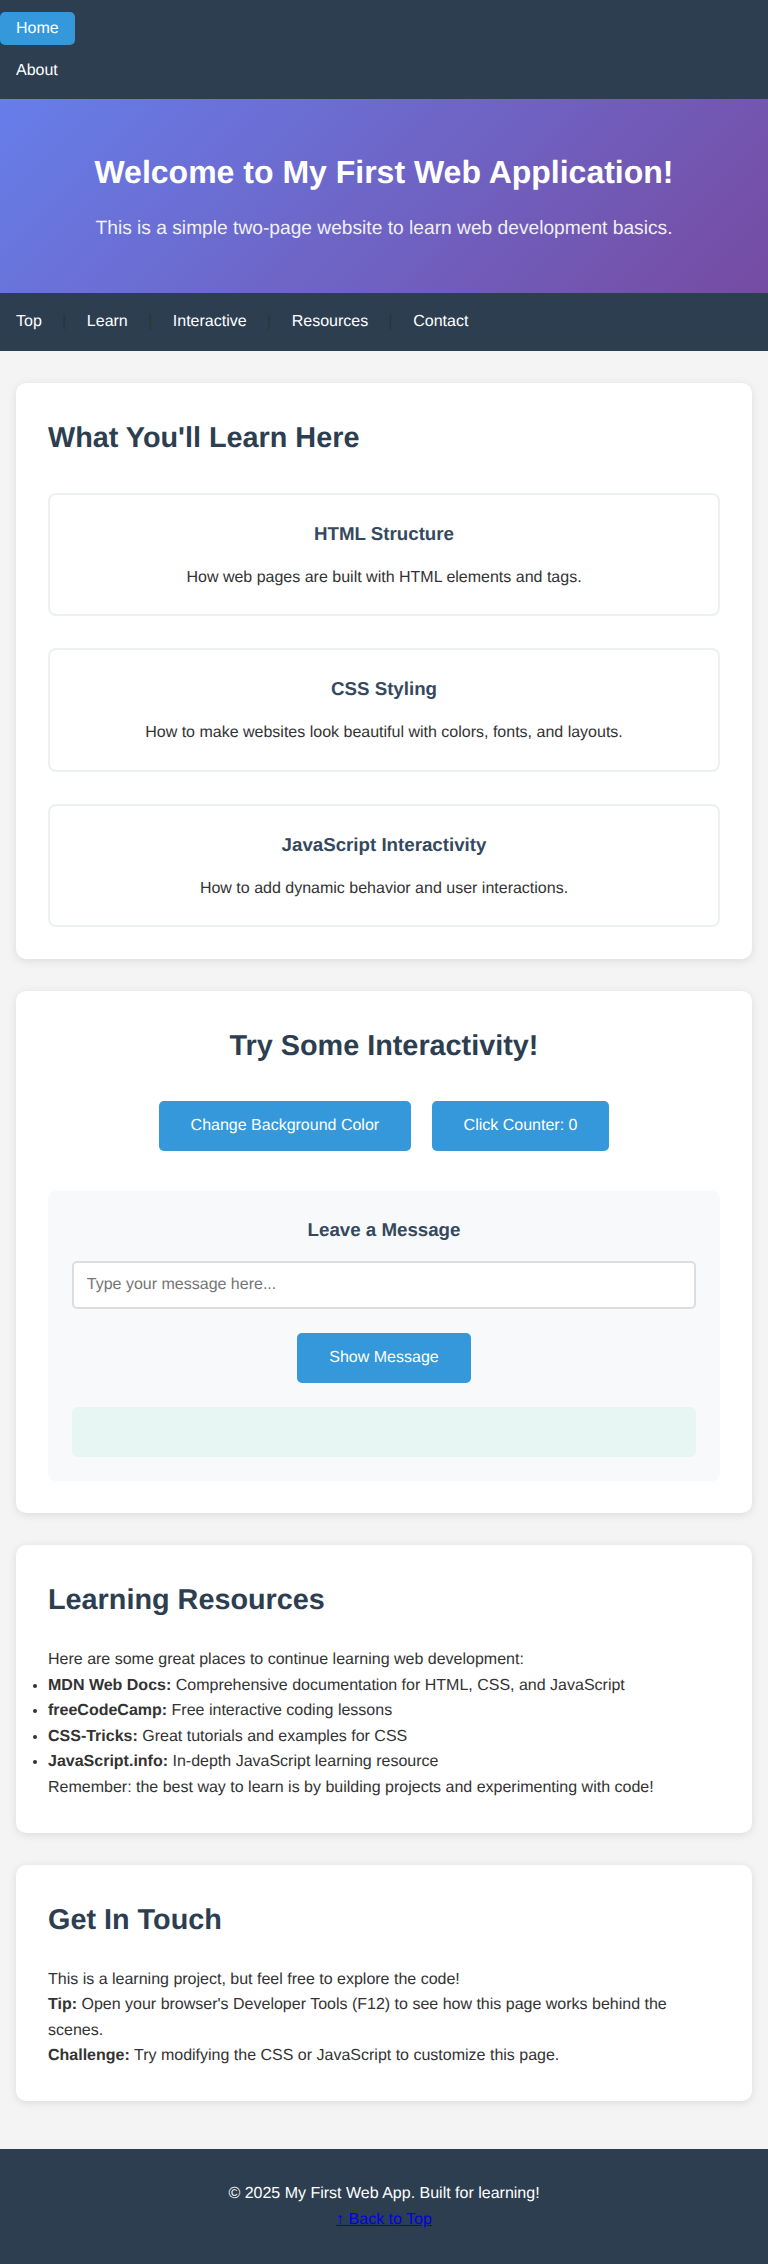 Home
About
Welcome to My First Web Application!
This is a simple two-page website to learn web development basics.
Top | Learn | Interactive | Resources | Contact
What You'll Learn Here
HTML Structure
How web pages are built with HTML elements and tags.
CSS Styling
How to make websites look beautiful with colors, fonts, and layouts.
JavaScript Interactivity
How to add dynamic behavior and user interactions.
Try Some Interactivity!
Change Background Color
Click Counter: 0
Leave a Message
Type your message here...
Show Message
Learning Resources
Here are some great places to continue learning web development:
• MDN Web Docs: Comprehensive documentation for HTML, CSS, and JavaScript
• freeCodeCamp: Free interactive coding lessons
• CSS-Tricks: Great tutorials and examples for CSS
• JavaScript.info: In-depth JavaScript learning resource
Remember: the best way to learn is by building projects and experimenting with code!
Get In Touch
This is a learning project, but feel free to explore the code!
Tip: Open your browser's Developer Tools (F12) to see how this page works behind the
scenes.
Challenge: Try modifying the CSS or JavaScript to customize this page.
© 2025 My First Web App. Built for learning!
↑ Back to Top